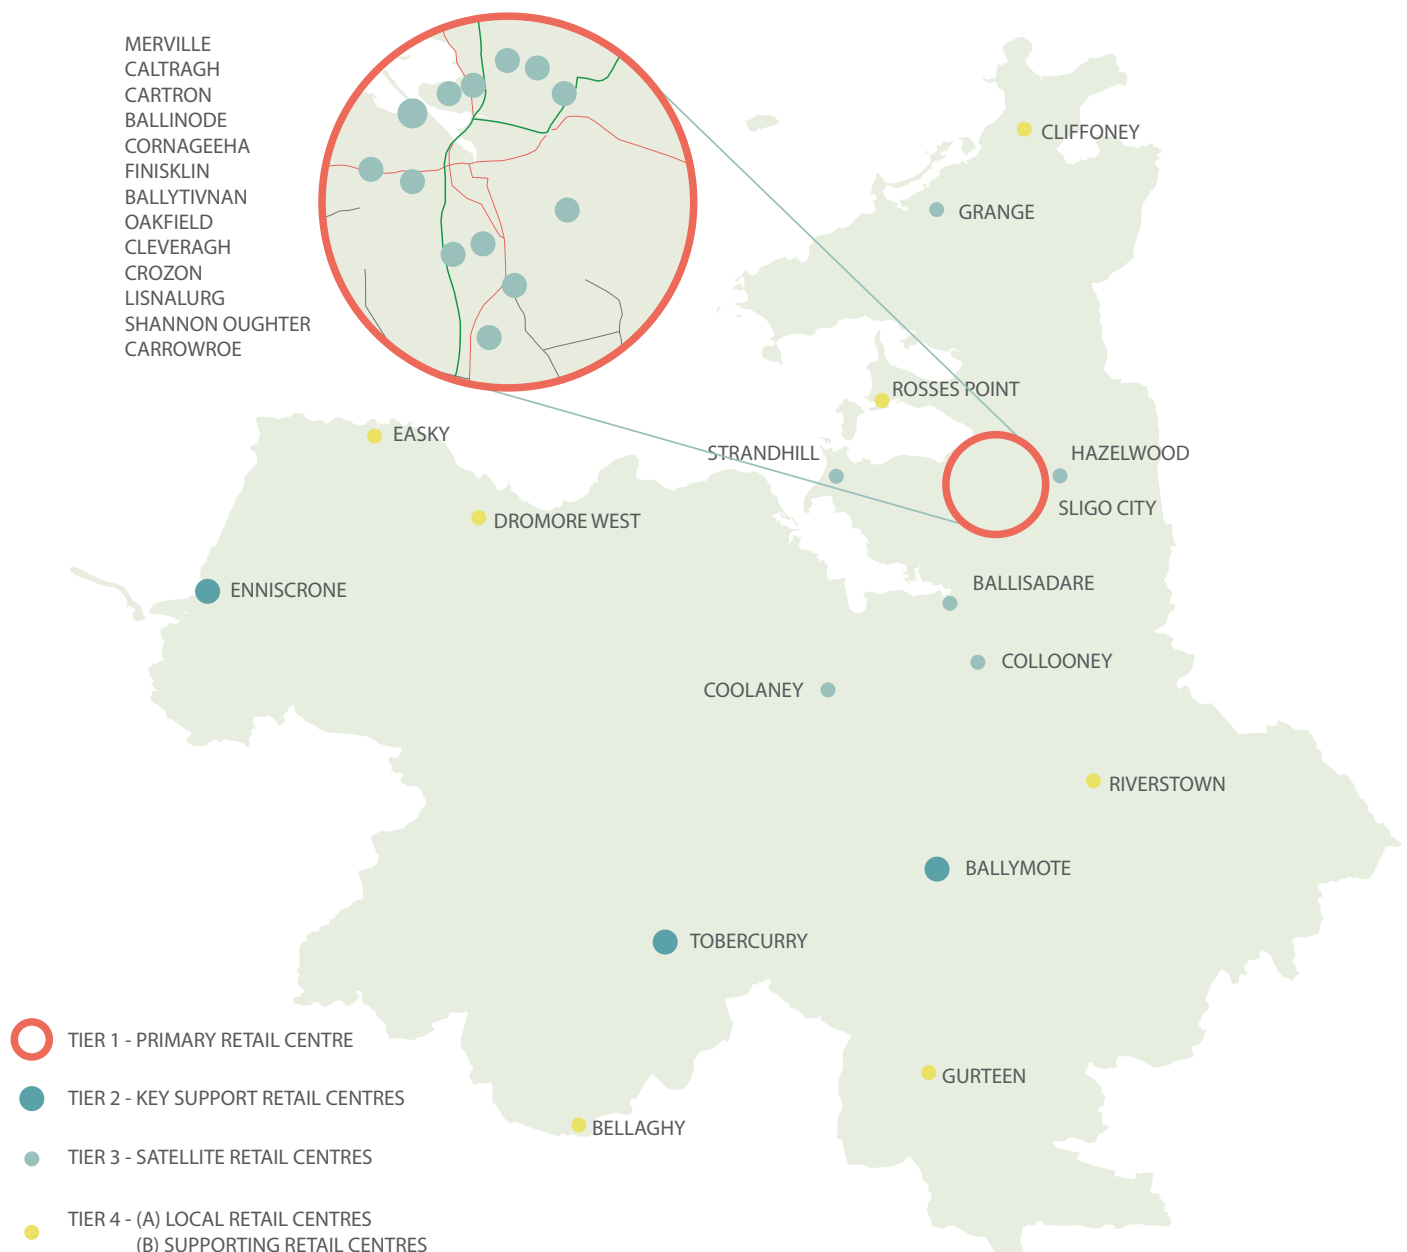 MERVILLE
CALTRAGH
CARTRON
BALLINODE
CORNAGEEHA
FINISKLIN
BALLYTIVNAN
OAKFIELD
CLEVERAGH
CROZON
LISNALURG
SHANNON OUGHTER
CARROWROE
CLIFFONEY
GRANGE
ROSSES POINT
EASKY
STRANDHILL
HAZELWOOD
SLIGO CITY
DROMORE WEST
ENNISCRONE
BALLISADARE
COLLOONEY
COOLANEY
RIVERSTOWN
BALLYMOTE
TOBERCURRY
GURTEEN
BELLAGHY
TIER 1 - PRIMARY RETAIL CENTRE
TIER 2 - KEY SUPPORT RETAIL CENTRES
TIER 3 - SATELLITE RETAIL CENTRES
TIER 4 - (A) LOCAL RETAIL CENTRES
(B) SUPPORTING RETAIL CENTRES